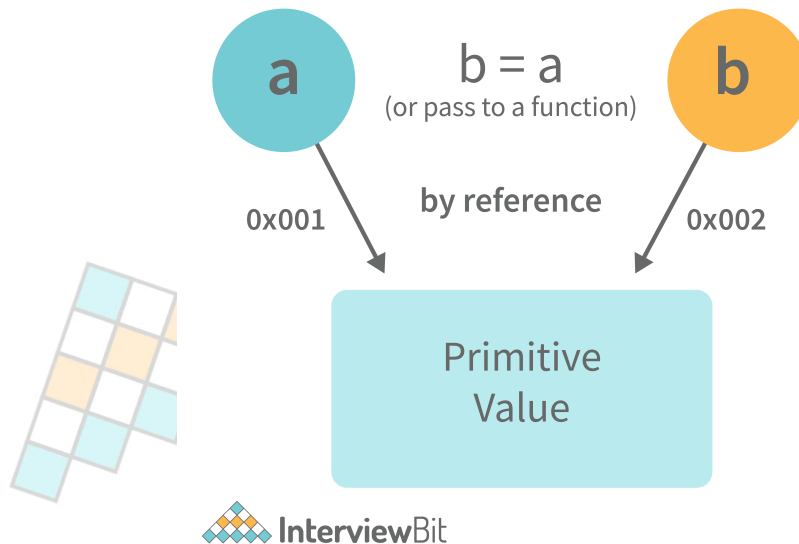 a
b = a
b
(or pass to a function)
by reference
0x001
0x002
Primitive
Value
InterviewBit